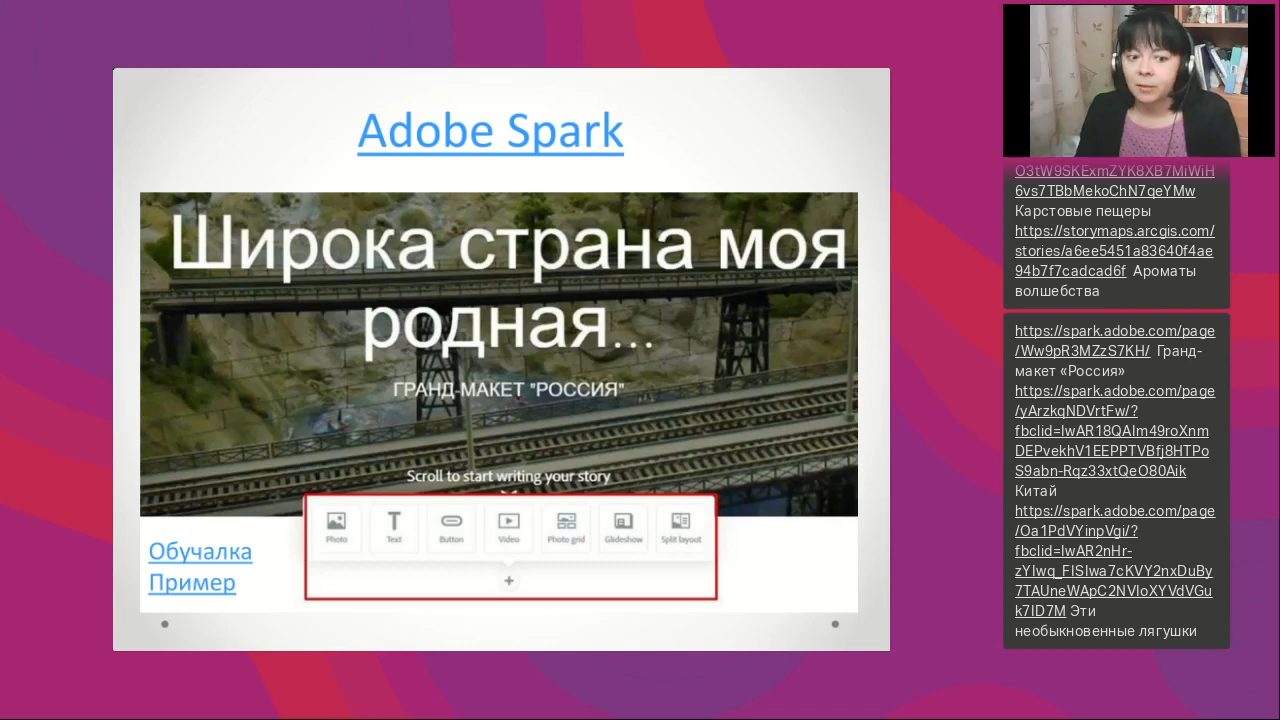 Adobe Spark
Широка страна моя
родная...
ГРАНД-МАКЕТ "РОССИЯ"
Scroll to start writing your story
Photo
Text
Button
Video
Photo grid
Glideshow
Split layout
Обучалка
Пример
O3tW9SKExmZYK8XB7MiWiH
6vs7TBbMekoChN7qeYMw
Карстовые пещеры
https://storymaps.arcgis.com/
stories/a6ee5451a83640f4ae
94b7f7cadcad6f Ароматы
волшебства
https://spark.adobe.com/page
/Ww9pR3MZzS7KH/ Гранд-
макет «Россия»
https://spark.adobe.com/page
/yArzkqNDVrtFw/?
fbclid=IwAR18QAlm49roXnm
DEPvekhV1EEPPTVBfj8HTPo
S9abn-Rqz33xtQeO80Aik
Китай
https://spark.adobe.com/page
/Oa1PdVYinpVgi/?
fbclid=IwAR2nHr-
zYIwq_FISIwa7cKVY2nxDuBy
7TAUneWApC2NVIoXYVdVGu
k7ID7M Эти
необыкновенные лягушки